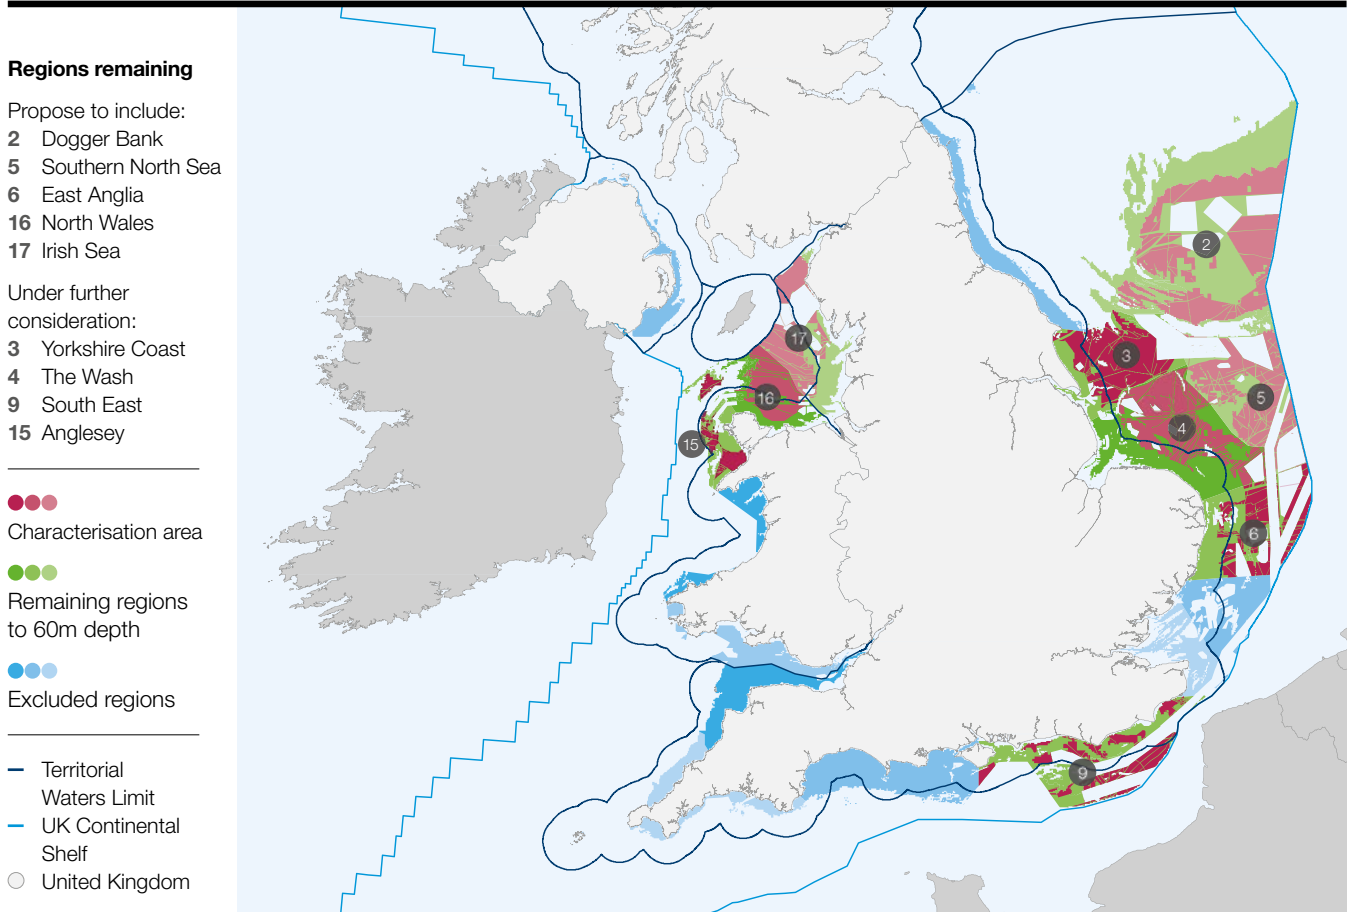 Regions remaining
Propose to include:
2 Dogger Bank
5 Southern North Sea
6 East Anglia
16 North Wales
17 Irish Sea
Under further
consideration:
3 Yorkshire Coast
4 The Wash
9 South East
15 Anglesey
Characterisation area
Remaining regions
to 60m depth
Excluded regions
Territorial
Waters Limit
UK Continental
Shelf
United Kingdom
2
17
3
16
5
4
15
6
9